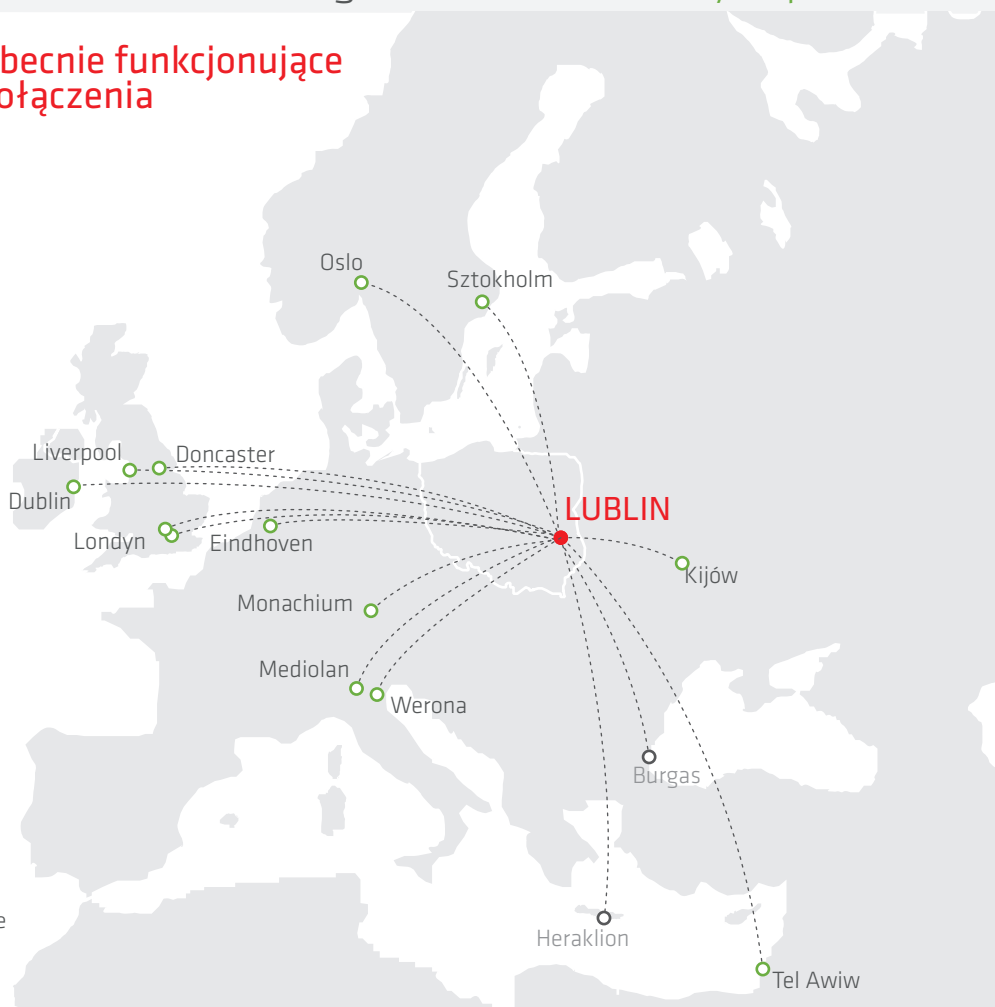 becnie funkcjonujące
ołączenia
Oslo
Sztokholm
Liverpool
Doncaster
Dublin
LUBLIN
Londyn
Eindhoven
Kijów
Monachium
Mediolan
Werona
Burgas
e
Heraklion
Tel Awiw